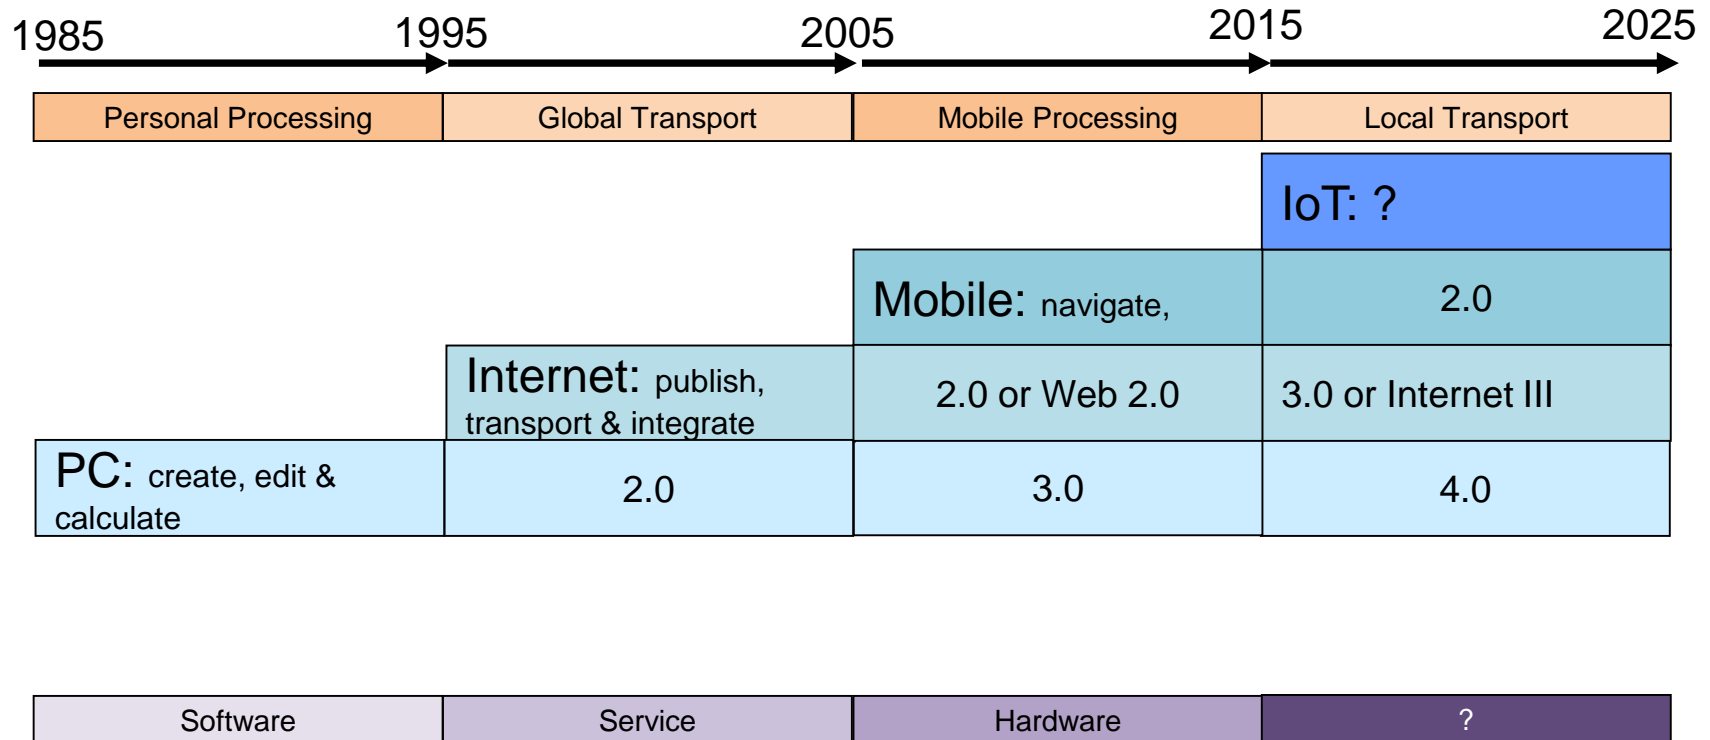 1985 1995 2005 2015 2025
Personal Processing Global Transport Mobile Processing Local Transport
IoT: ?
Mobile: navigate, 2.0
Internet: publish,
transport & integrate
2.0 or Web 2.0 3.0 or Internet III
PC: create, edit &
calculate
2.0 3.0 4.0
Software Service Hardware ?